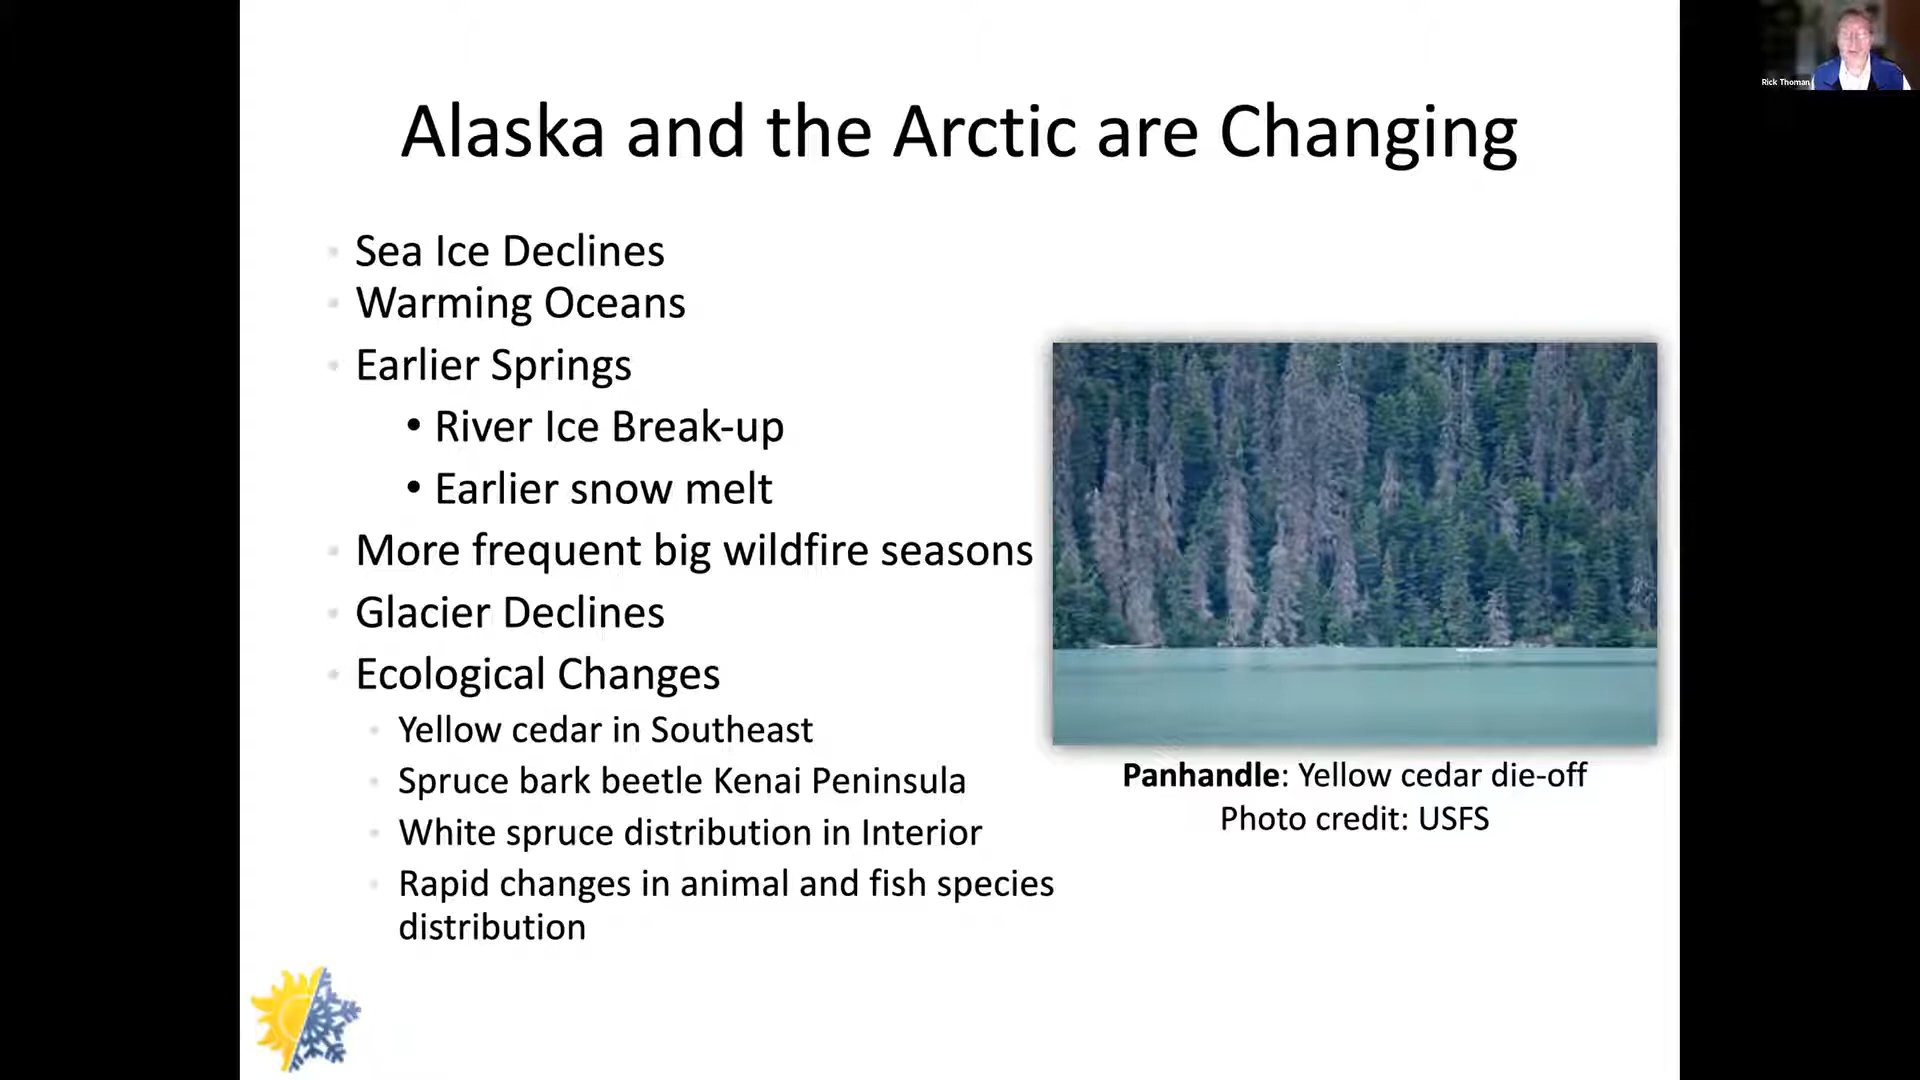 Alaska and the Arctic are Changing
Rick Thoman
Sea Ice Declines
Warming Oceans
Earlier Springs
• River Ice Break-up
• Earlier snow melt
More frequent big wildfire seasons
Glacier Declines
Ecological Changes
Yellow cedar in Southeast
Spruce bark beetle Kenai Peninsula
White spruce distribution in Interior
Rapid changes in animal and fish species
distribution
Panhandle: Yellow cedar die-off
Photo credit: USFS